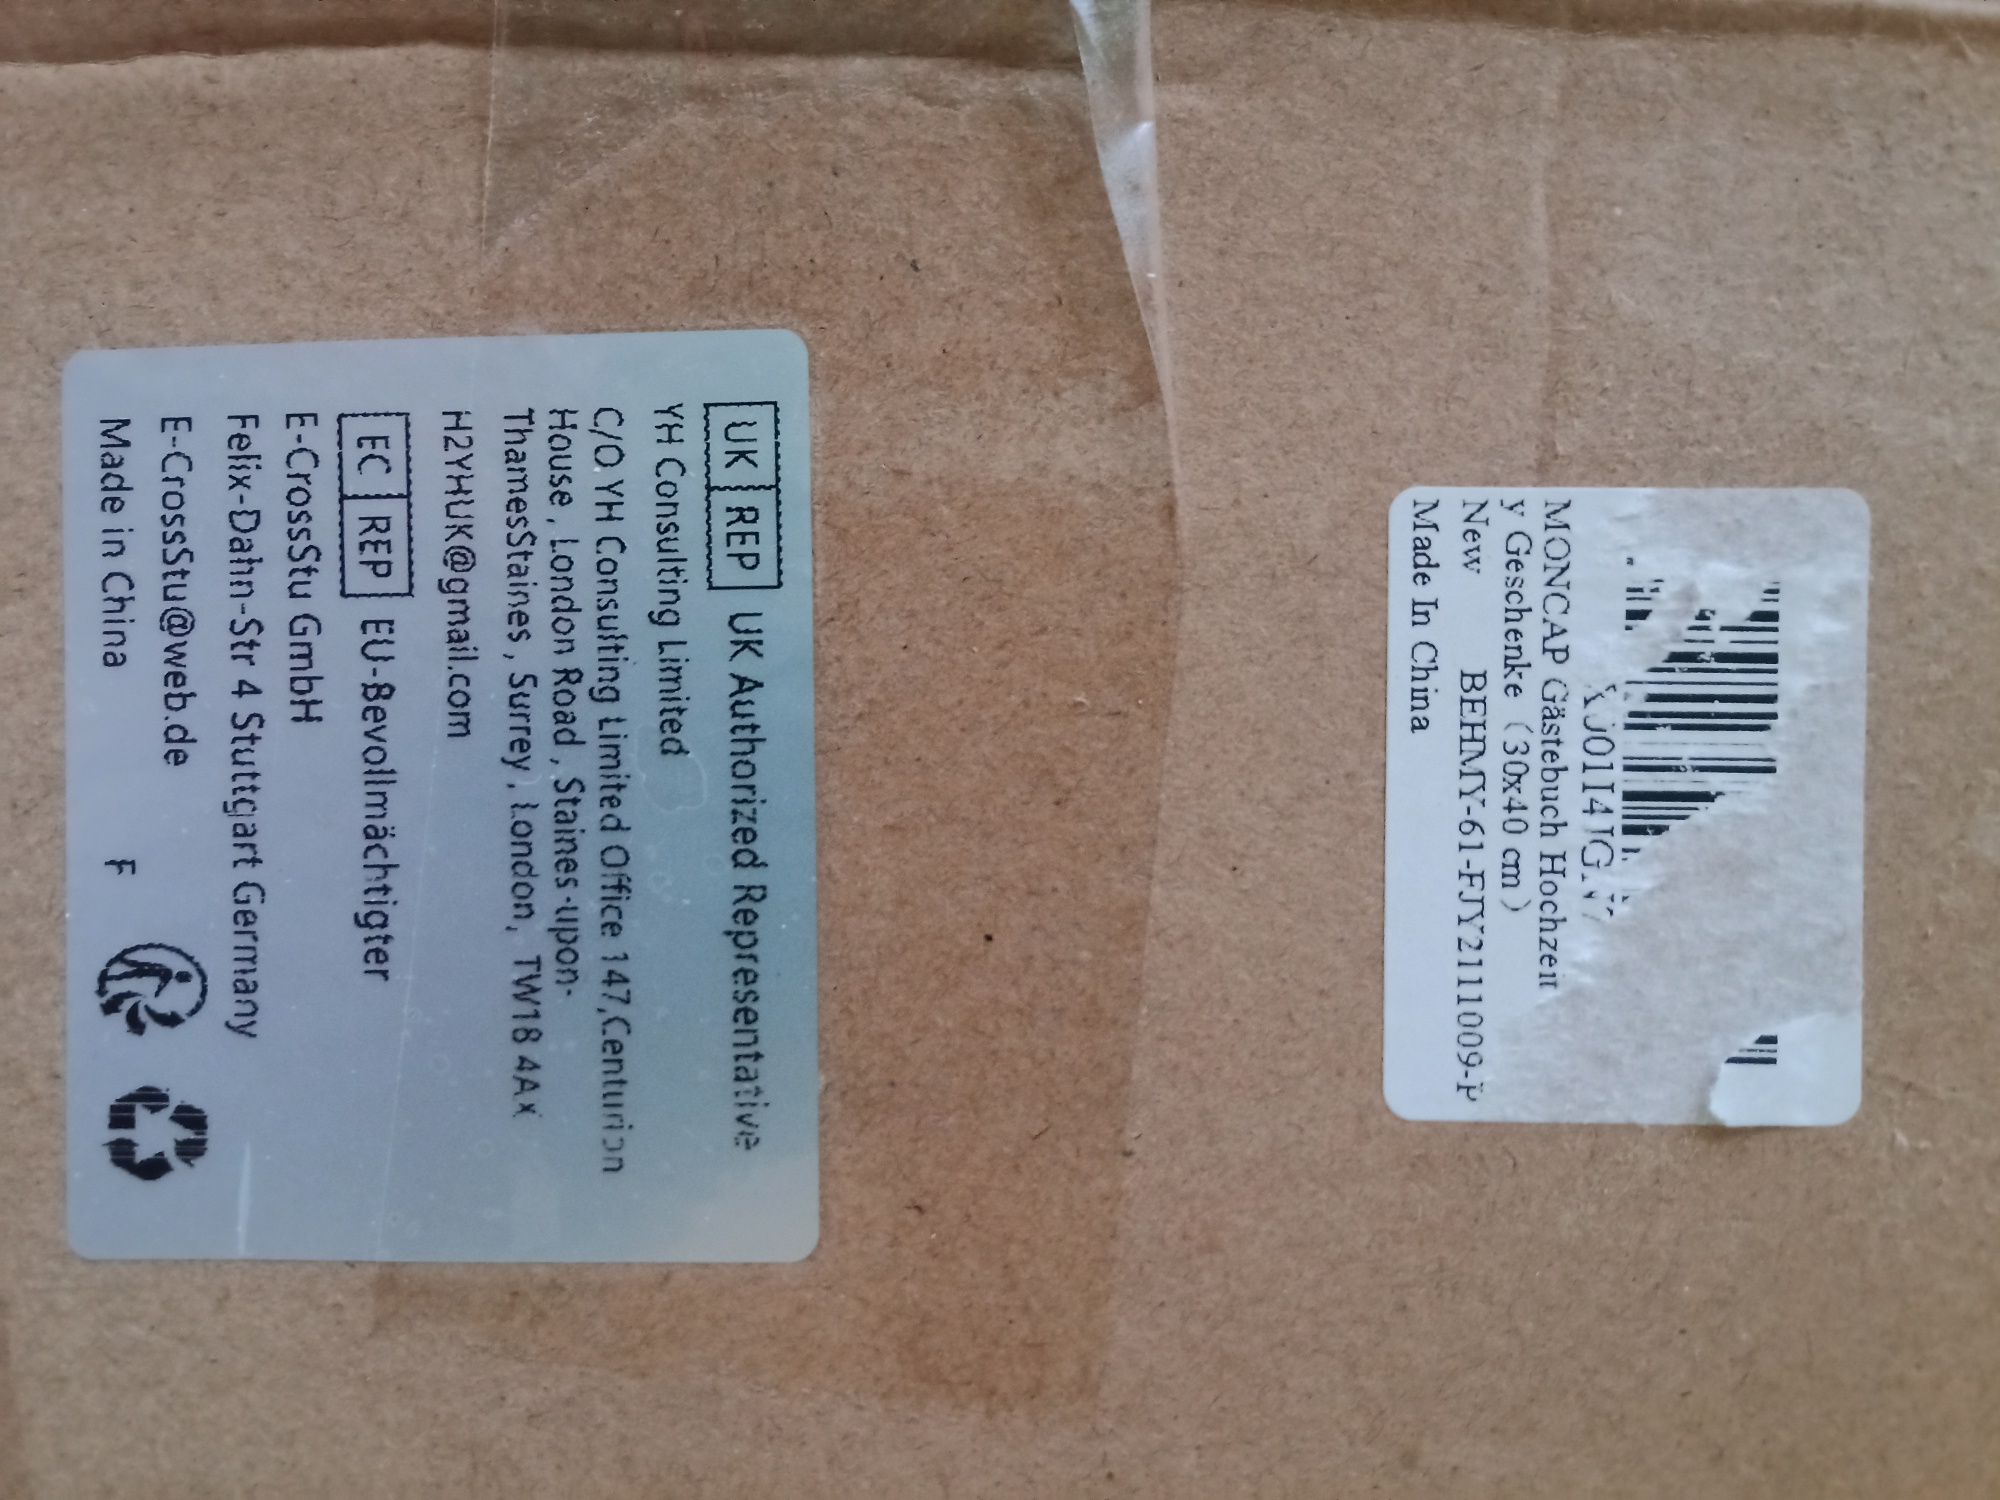 UK REP UK Authorized Representative
YH Consulting Limited
C/O YH Consulting Limited Office 147,Centurion
House , London Road , Staines-upon-
ThamesStaines , Surrey , London, TW18 4AX
H2YHUK@gmail.com
EC REP EU-Bevollmächtigter
E-CrossStu GmbH
Felix-Dahn-Str 4 Stuttgart Germany
E-CrossStu@web.de
Made in China F
MONCAP Gästebuch Hochzeit
y Geschenke (30x40 cm)
New BEHMY-61-FJY2111009-P
Made In China